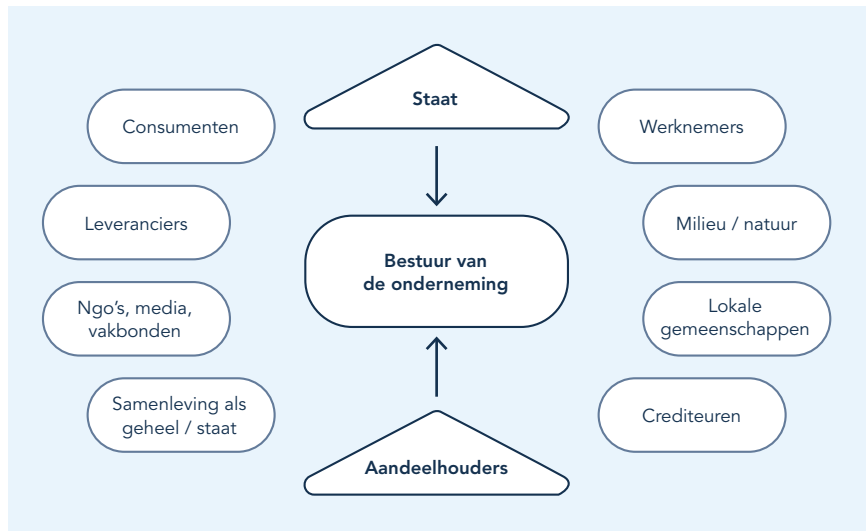 Staat
Consumenten
Werknemers
Leveranciers
Milieu / natuur
Bestuur van
de onderneming
Ngo's, media,
vakbonden
Lokale
gemeenschappen
Samenleving als
geheel / staat
Crediteuren
Aandeelhouders